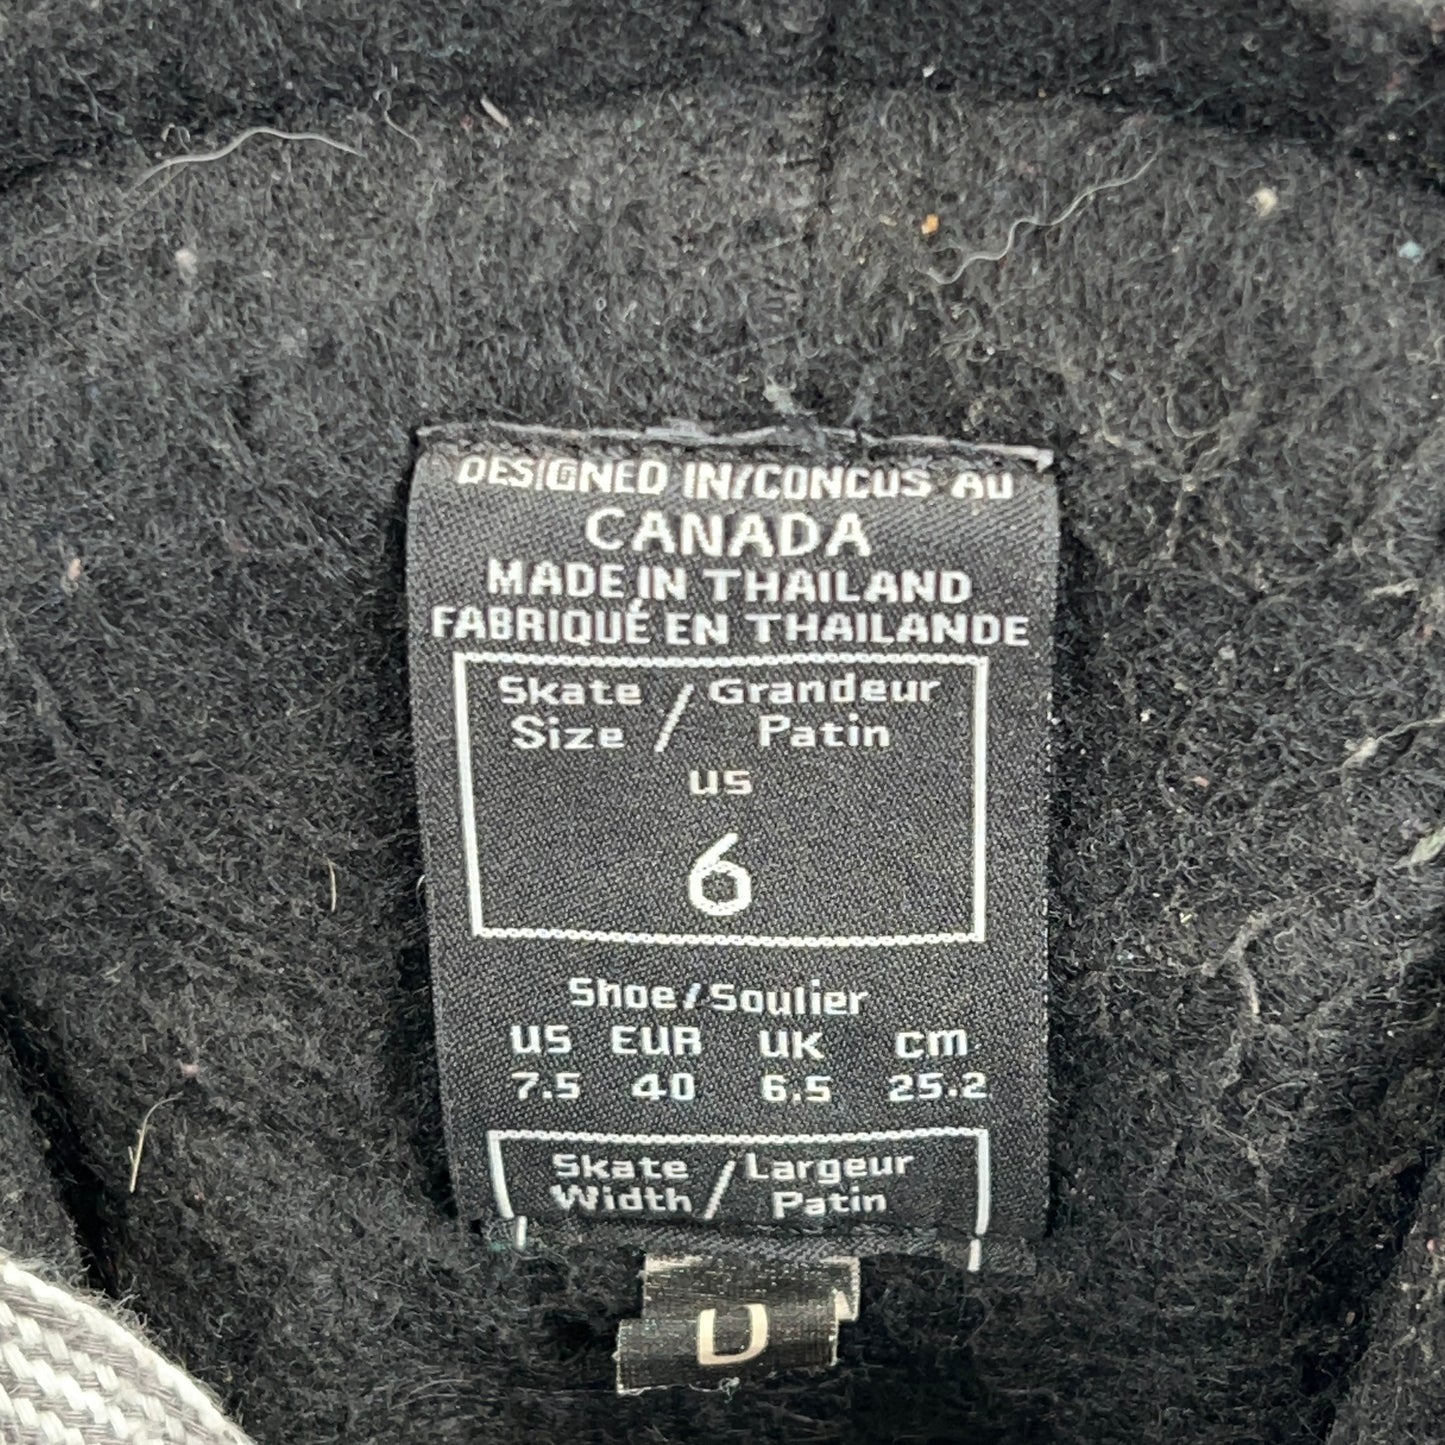 DESIGNED IN/CONCUS AU
CANADA
MADE IN THAILAND
FABRIQUÉ EN THAILANDE
Skate / Grandeur
Size / Patin
US
6
Shoe/Soulier
US EUR UK cm
7.5 40 6.5 25.2
Skate / Largeur
Width / Patin
D